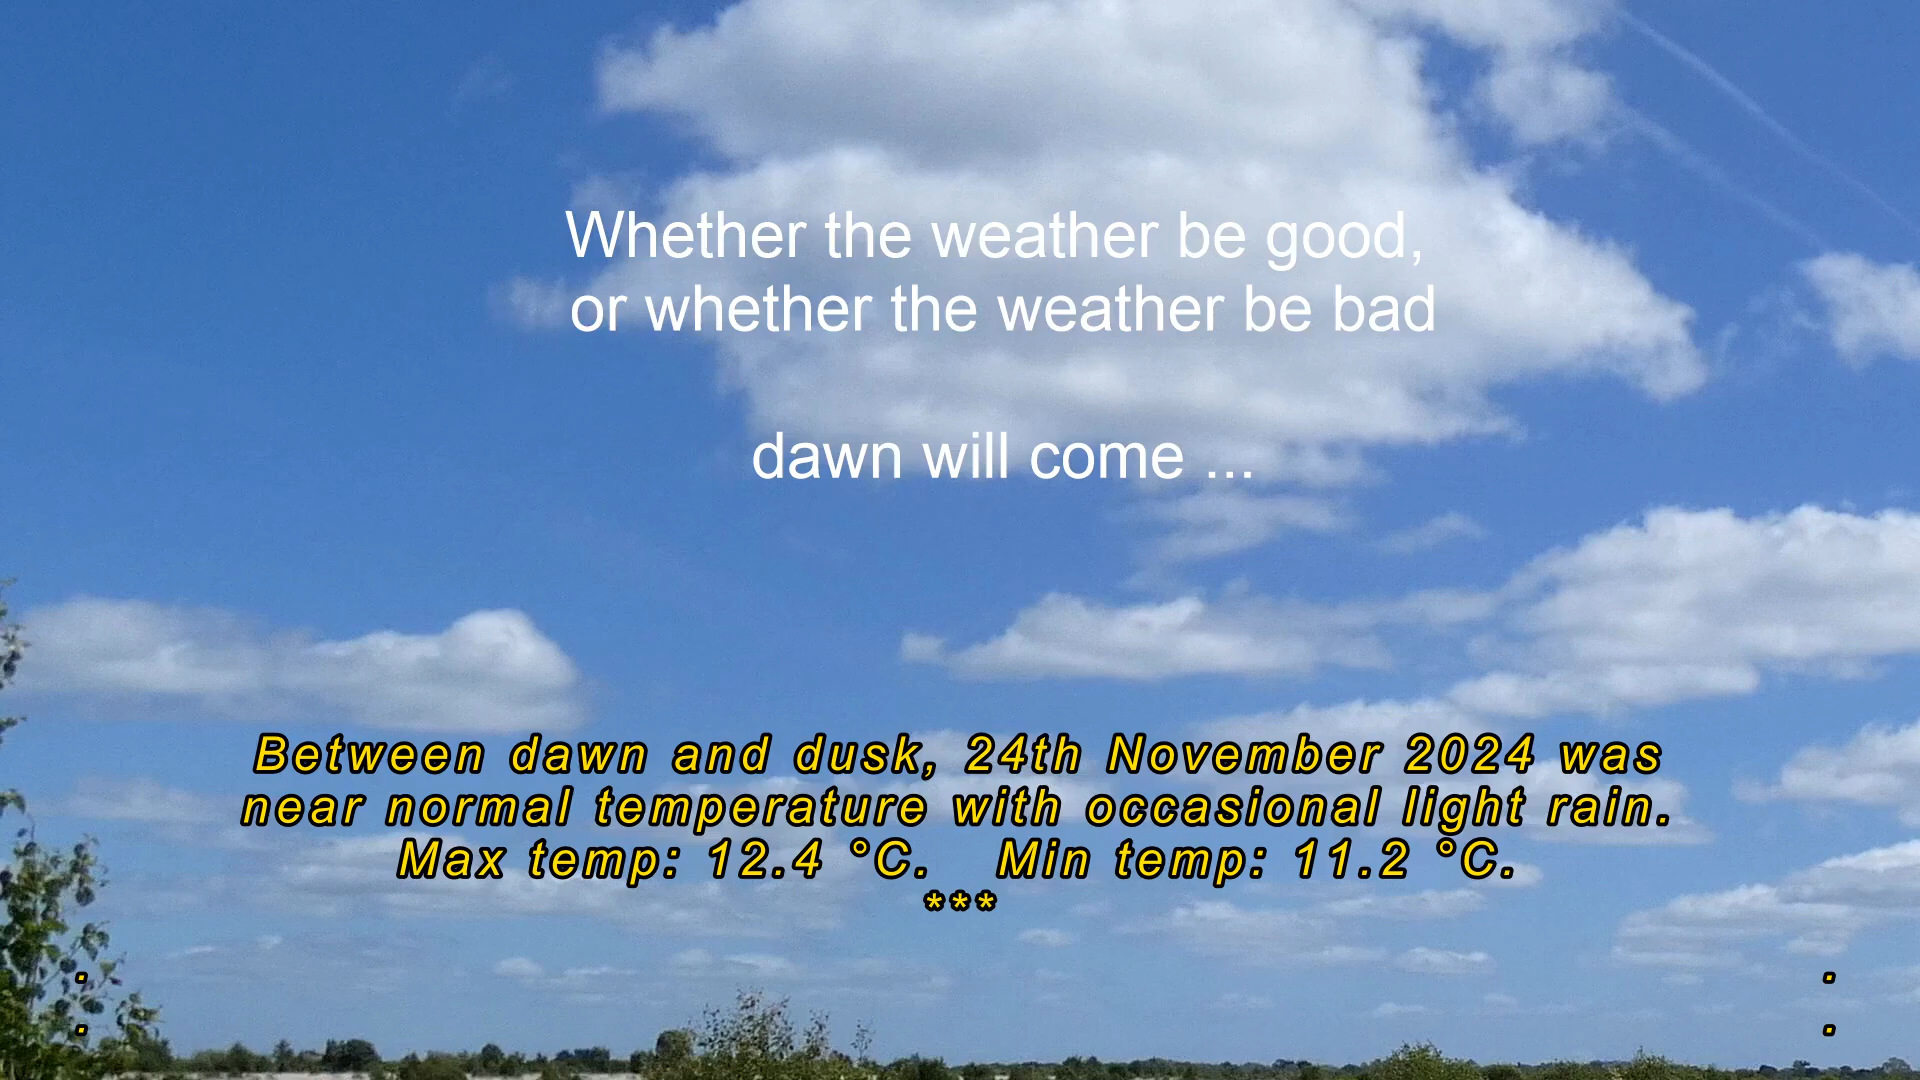 Whether the weather be good,
or whether the weather be bad
dawn will come ...
Between dawn and dusk, 24th November 2024 was
near normal temperature with occasional light rain.
Max temp: 12.4 °C. Min temp: 11.2 °C.
***
. .
. .